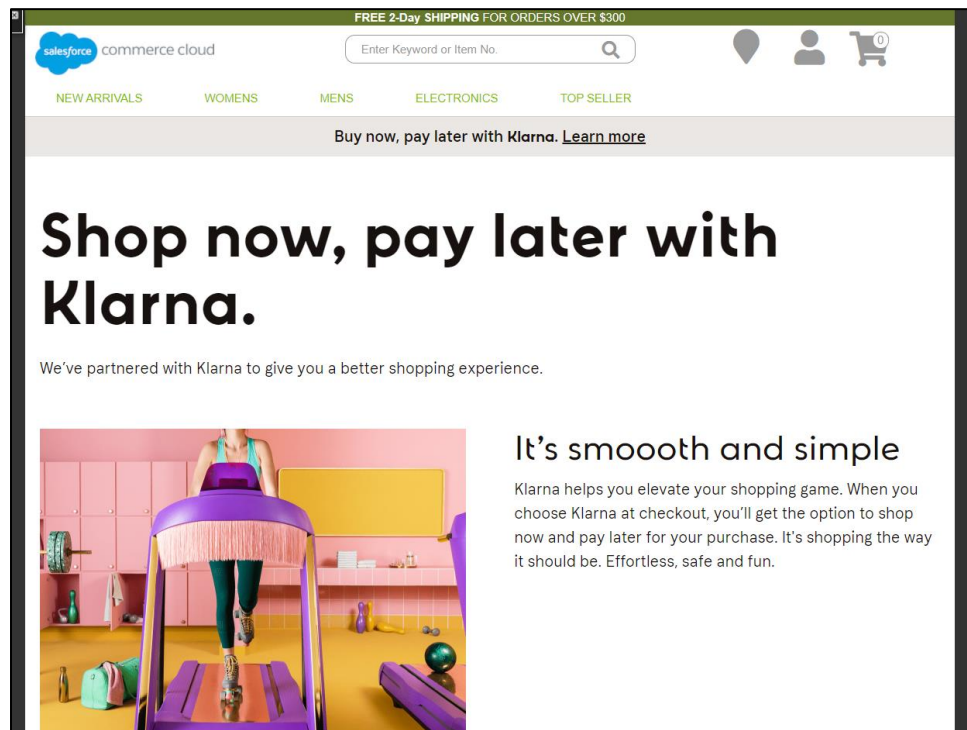 FREE 2-Day SHIPPING FOR ORDERS OVER $300
salesforce commerce cloud
Enter Keyword or Item No.
0
NEW ARRIVALS WOMENS MENS ELECTRONICS TOP SELLER
Buy now, pay later with Klarna. Learn more
Shop now, pay later with
Klarna.
We've partnered with Klarna to give you a better shopping experience.
It's smoooth and simple
Klarna helps you elevate your shopping game. When you
choose Klarna at checkout, you'll get the option to shop
now and pay later for your purchase. It's shopping the way
it should be. Effortless, safe and fun.